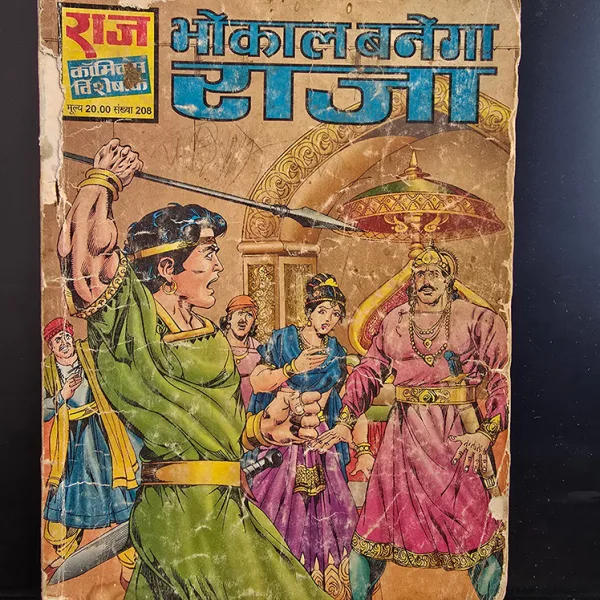 राज
कॉमिक्स
विशेषांक
मूल्य 20.00 संख्या 208
भोकाल बनेगा
राजा